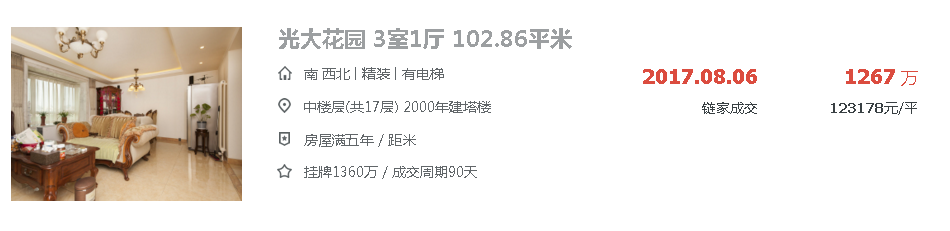 光大花园 3室1厅 102.86平米
南 西北 | 精装 | 有电梯
2017.08.06
1267 万
中楼层(共17层) 2000年建塔楼
链家成交
123178元/平
房屋满五年 / 距米
挂牌1360万 / 成交周期90天